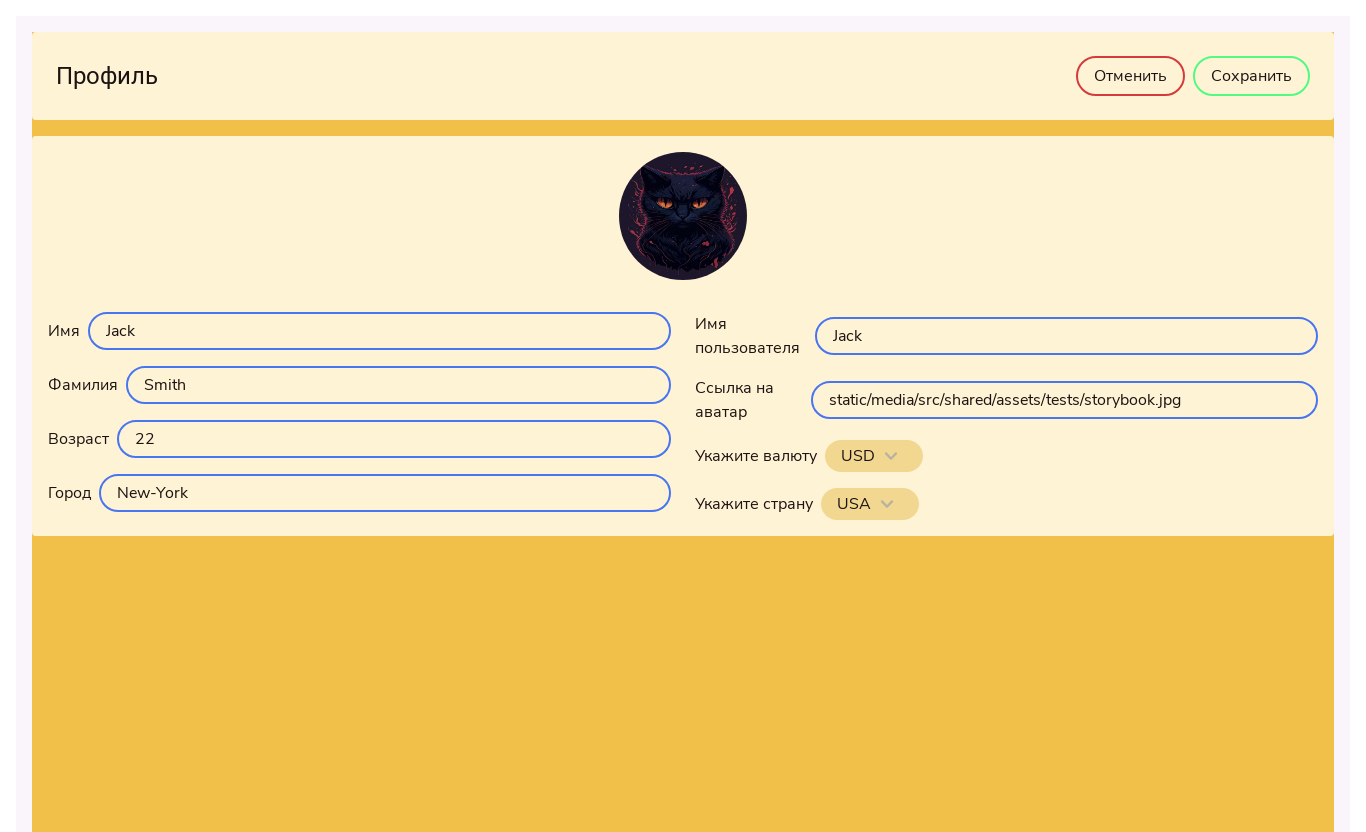 Профиль
Отменить
Сохранить
Имя
Jack
Фамилия
Smith
Возраст
22
Город
New-York
Имя
пользователя
Jack
Ссылка на
аватар
static/media/src/shared/assets/tests/storybook.jpg
Укажите валюту
USD
Укажите страну
USA